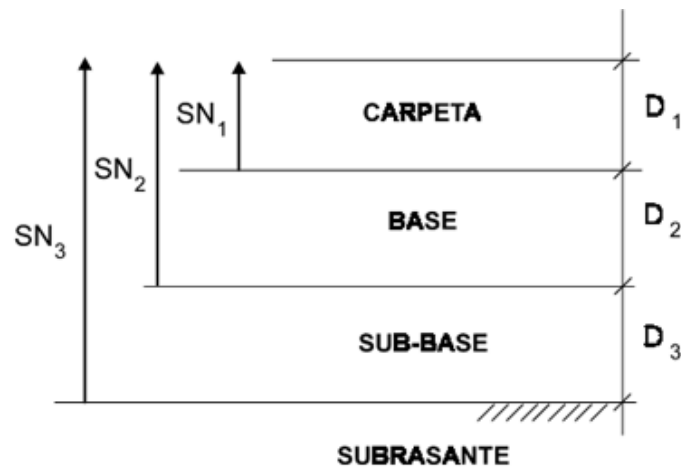 CARPETA
D₁
SN₁
SN₂
BASE
D₂
SN₃
SUB-BASE
D₃
SUBRASANTE